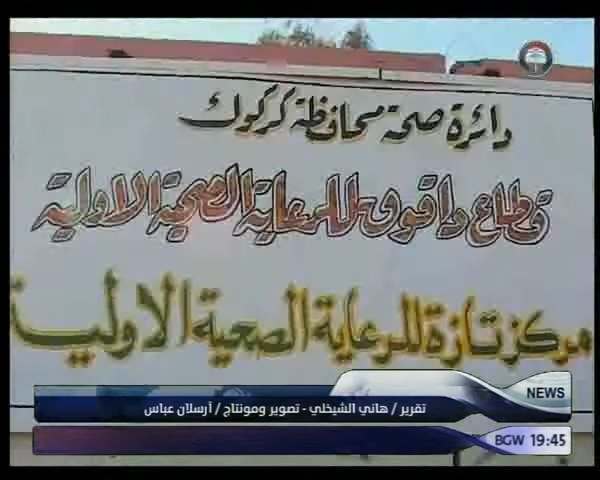 دائرة صحة محافظة كركوك
قطاع داقوق للرعاية الصحية الاولية
مركز تازة للرعاية الصحية الاولية
NEWS
تقرير / هاني الشيخلي - تصوير ومونتاج / أرسلان عباس
BGW 19:45